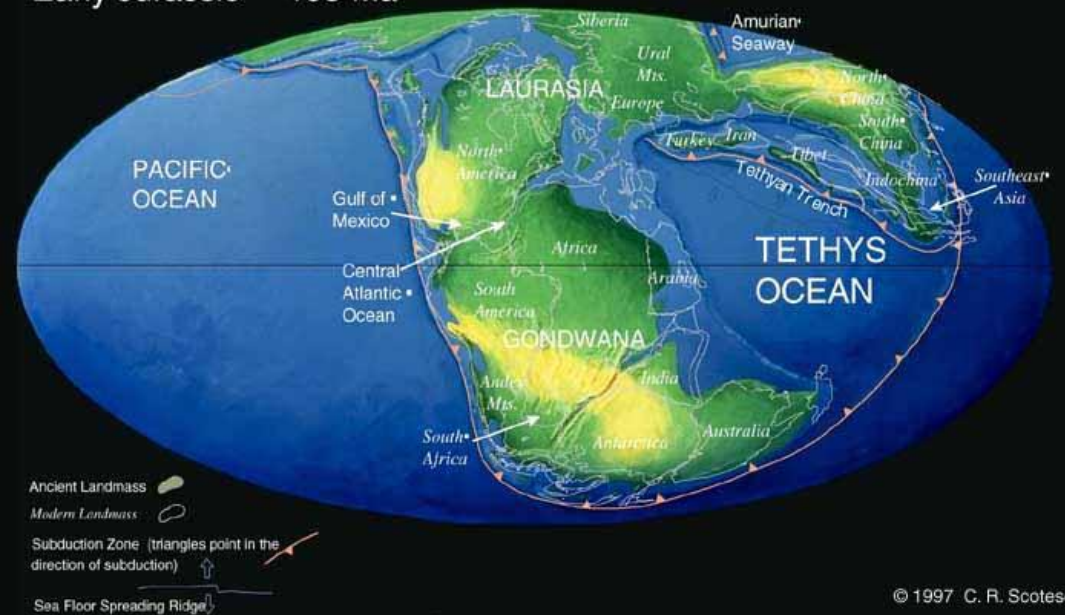 Siberia
Amurian
Seaway
Ural
Mts.
LAURASIA
Europe
North
China
South
China
Turkey
Iran
Tibet
Indochina
Southeast
Asia
Tethyan Trench
PACIFIC
OCEAN
North
America
Gulf of
Mexico
Central
Atlantic
Ocean
Africa
Arabia
TETHYS
OCEAN
South
America
GONDWANA
Andes
Mts.
India
South
Africa
Antarctica
Australia
Ancient Landmass
Modern Landmass
Subduction Zone (triangles point in the
direction of subduction)
Sea Floor Spreading Ridge
© 1997 C. R.